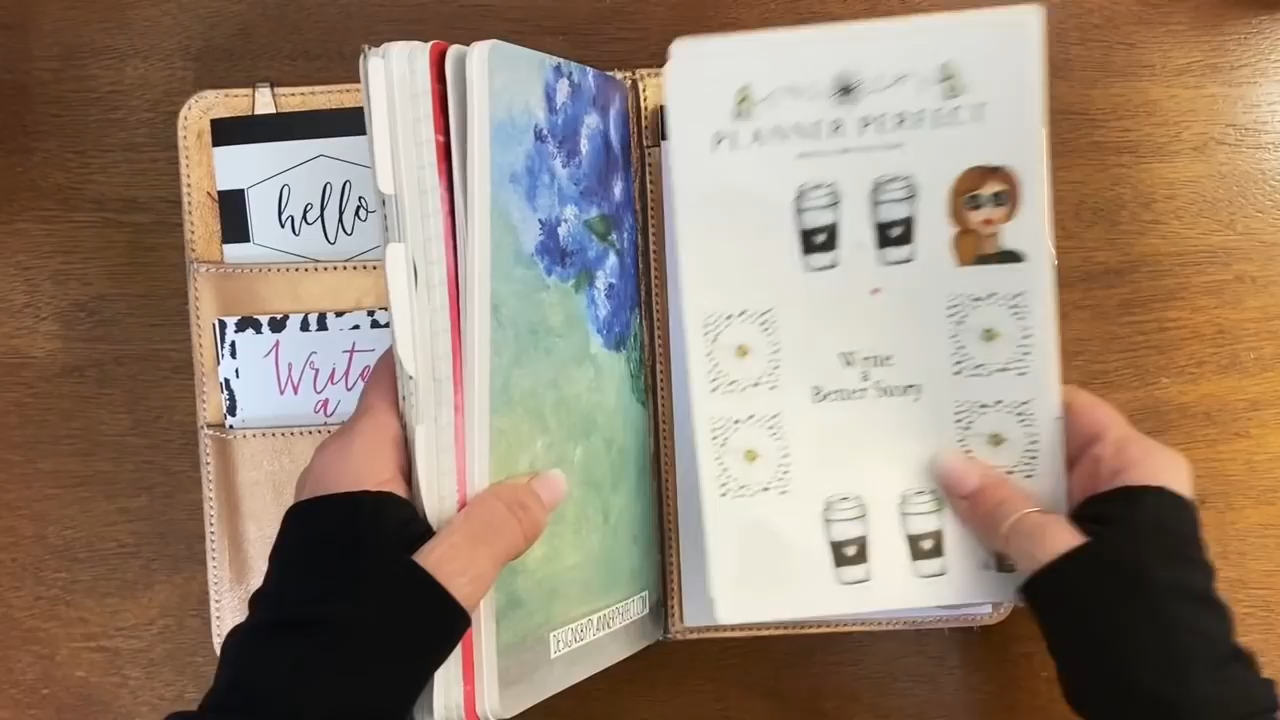 hello
Write
a
DESIGNSBYPLANNERPERFECT.COM
PLANNER PERFECT
Write
a
Better Story